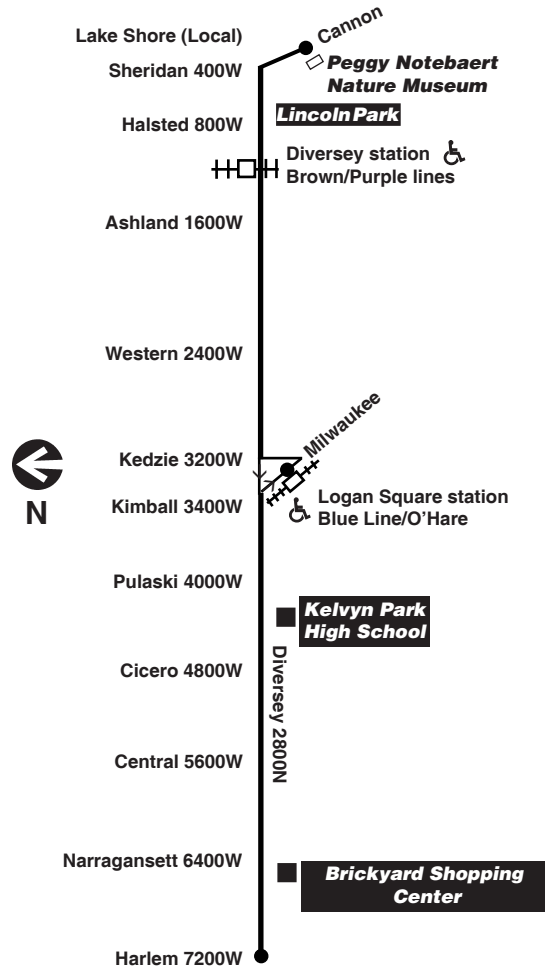 Lake Shore (Local)
Cannon
Sheridan 400W
Peggy Notebaert
Nature Museum
Lincoln Park
Halsted 800W
Diversey station
Brown/Purple lines
Ashland 1600W
Western 2400W
Milwaukee
Kedzie 3200W
N
Kimball 3400W
Logan Square station
Blue Line/O'Hare
Pulaski 4000W
Kelvyn Park
High School
Diversey 2800N
Cicero 4800W
Central 5600W
Narragansett 6400W
Brickyard Shopping
Center
Harlem 7200W